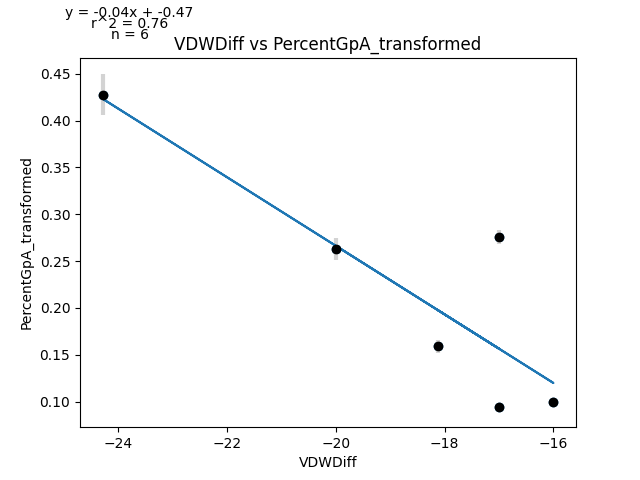 y = -0.04x + -0.47
r^2 = 0.76
n = 6
VDWDiff vs PercentGpA_transformed
0.45
0.40
0.35
0.30
0.25
0.20
0.15
0.10
PercentGpA_transformed
−24 −22 −20 −18 −16
VDWDiff